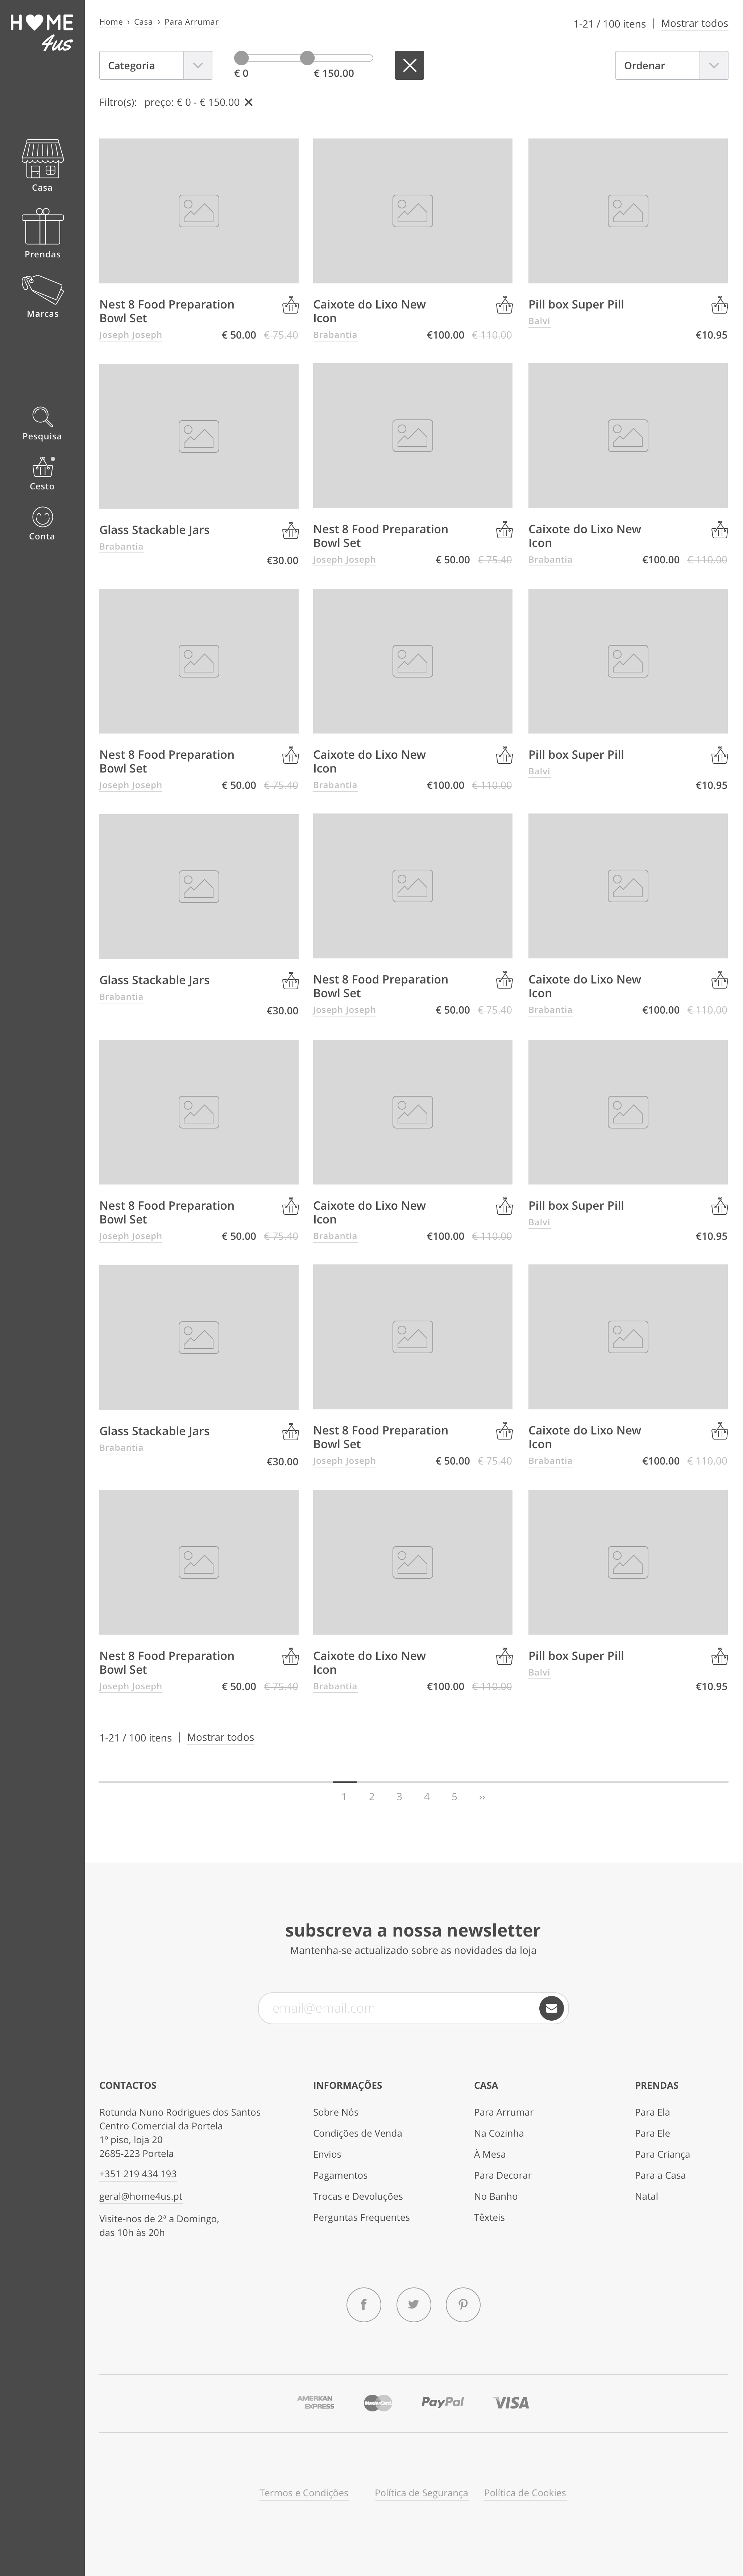 HOME
4us
Casa
Prendas
Marcas
Pesquisa
Cesto
Conta
Home › Casa › Para Arrumar
1-21 / 100 itens | Mostrar todos
Categoria
€ 0
€ 150.00
Ordenar
Filtro(s): preço: € 0 - € 150.00
Nest 8 Food Preparation
Bowl Set
Joseph Joseph
€ 50.00 € 75.40
Caixote do Lixo New
Icon
Brabantia
€100.00 € 110.00
Pill box Super Pill
Balvi
€10.95
Glass Stackable Jars
Brabantia
€30.00
Nest 8 Food Preparation
Bowl Set
Joseph Joseph
€ 50.00 € 75.40
Caixote do Lixo New
Icon
Brabantia
€100.00 € 110.00
Nest 8 Food Preparation
Bowl Set
Joseph Joseph
€ 50.00 € 75.40
Caixote do Lixo New
Icon
Brabantia
€100.00 € 110.00
Pill box Super Pill
Balvi
€10.95
Glass Stackable Jars
Brabantia
€30.00
Nest 8 Food Preparation
Bowl Set
Joseph Joseph
€ 50.00 € 75.40
Caixote do Lixo New
Icon
Brabantia
€100.00 € 110.00
Nest 8 Food Preparation
Bowl Set
Joseph Joseph
€ 50.00 € 75.40
Caixote do Lixo New
Icon
Brabantia
€100.00 € 110.00
Pill box Super Pill
Balvi
€10.95
Glass Stackable Jars
Brabantia
€30.00
Nest 8 Food Preparation
Bowl Set
Joseph Joseph
€ 50.00 € 75.40
Caixote do Lixo New
Icon
Brabantia
€100.00 € 110.00
Nest 8 Food Preparation
Bowl Set
Joseph Joseph
€ 50.00 € 75.40
Caixote do Lixo New
Icon
Brabantia
€100.00 € 110.00
Pill box Super Pill
Balvi
€10.95
1-21 / 100 itens | Mostrar todos
1 2 3 4 5 ››
subscreva a nossa newsletter
Mantenha-se actualizado sobre as novidades da loja
email@email.com
CONTACTOS
Rotunda Nuno Rodrigues dos Santos
Centro Comercial da Portela
1º piso, loja 20
2685-223 Portela
+351 219 434 193
geral@home4us.pt
Visite-nos de 2ª a Domingo,
das 10h às 20h
INFORMAÇÕES
Sobre Nós
Condições de Venda
Envios
Pagamentos
Trocas e Devoluções
Perguntas Frequentes
CASA
Para Arrumar
Na Cozinha
À Mesa
Para Decorar
No Banho
Têxteis
PRENDAS
Para Ela
Para Ele
Para Criança
Para a Casa
Natal
AMERICAN
EXPRESS
MasterCard
PayPal
VISA
Termos e Condições
Política de Segurança
Política de Cookies